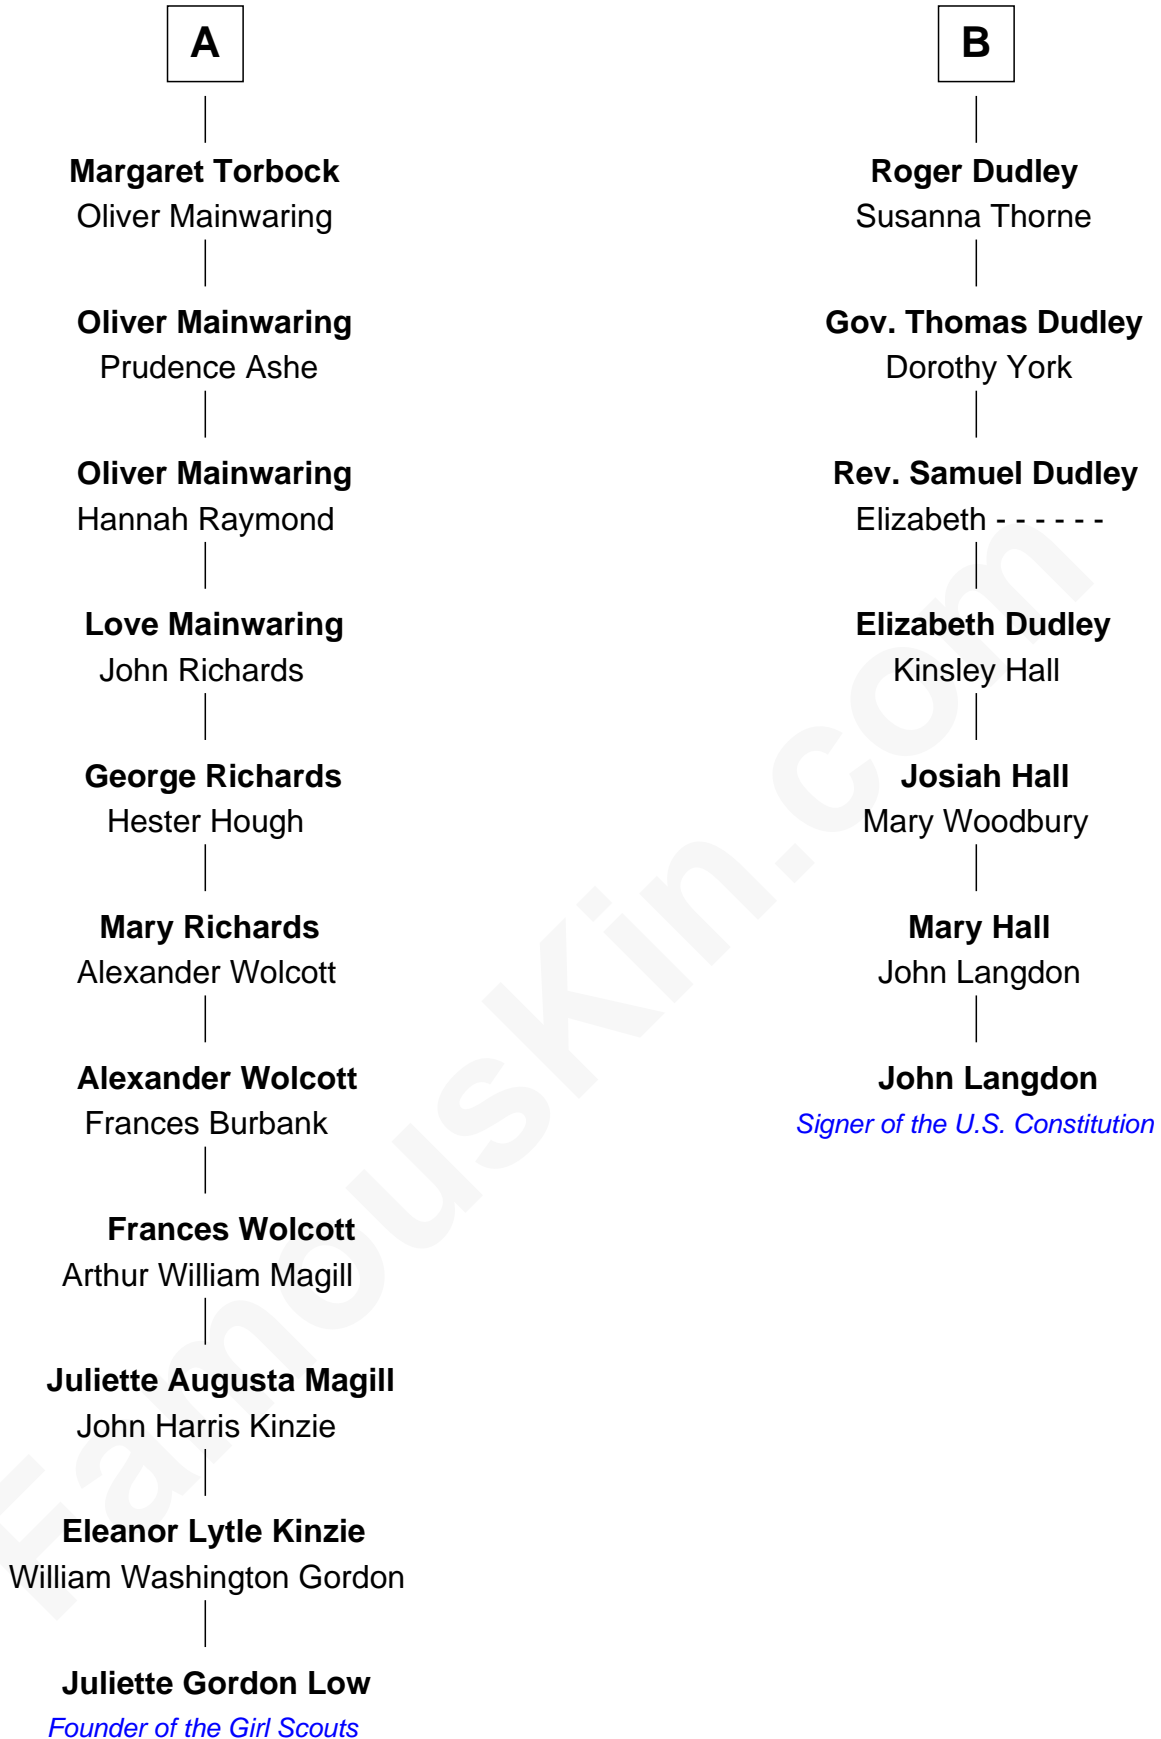 A
Margaret Torbock
Oliver Mainwaring
Oliver Mainwaring
Prudence Ashe
Oliver Mainwaring
Hannah Raymond
Love Mainwaring
John Richards
George Richards
Hester Hough
Mary Richards
Alexander Wolcott
Alexander Wolcott
Frances Burbank
Frances Wolcott
Arthur William Magill
Juliette Augusta Magill
John Harris Kinzie
Eleanor Lytle Kinzie
William Washington Gordon
Juliette Gordon Low
Founder of the Girl Scouts
B
Roger Dudley
Susanna Thorne
Gov. Thomas Dudley
Dorothy York
Rev. Samuel Dudley
Elizabeth - - - - - -
Elizabeth Dudley
Kinsley Hall
Josiah Hall
Mary Woodbury
Mary Hall
John Langdon
John Langdon
Signer of the U.S. Constitution
FamousKin.com